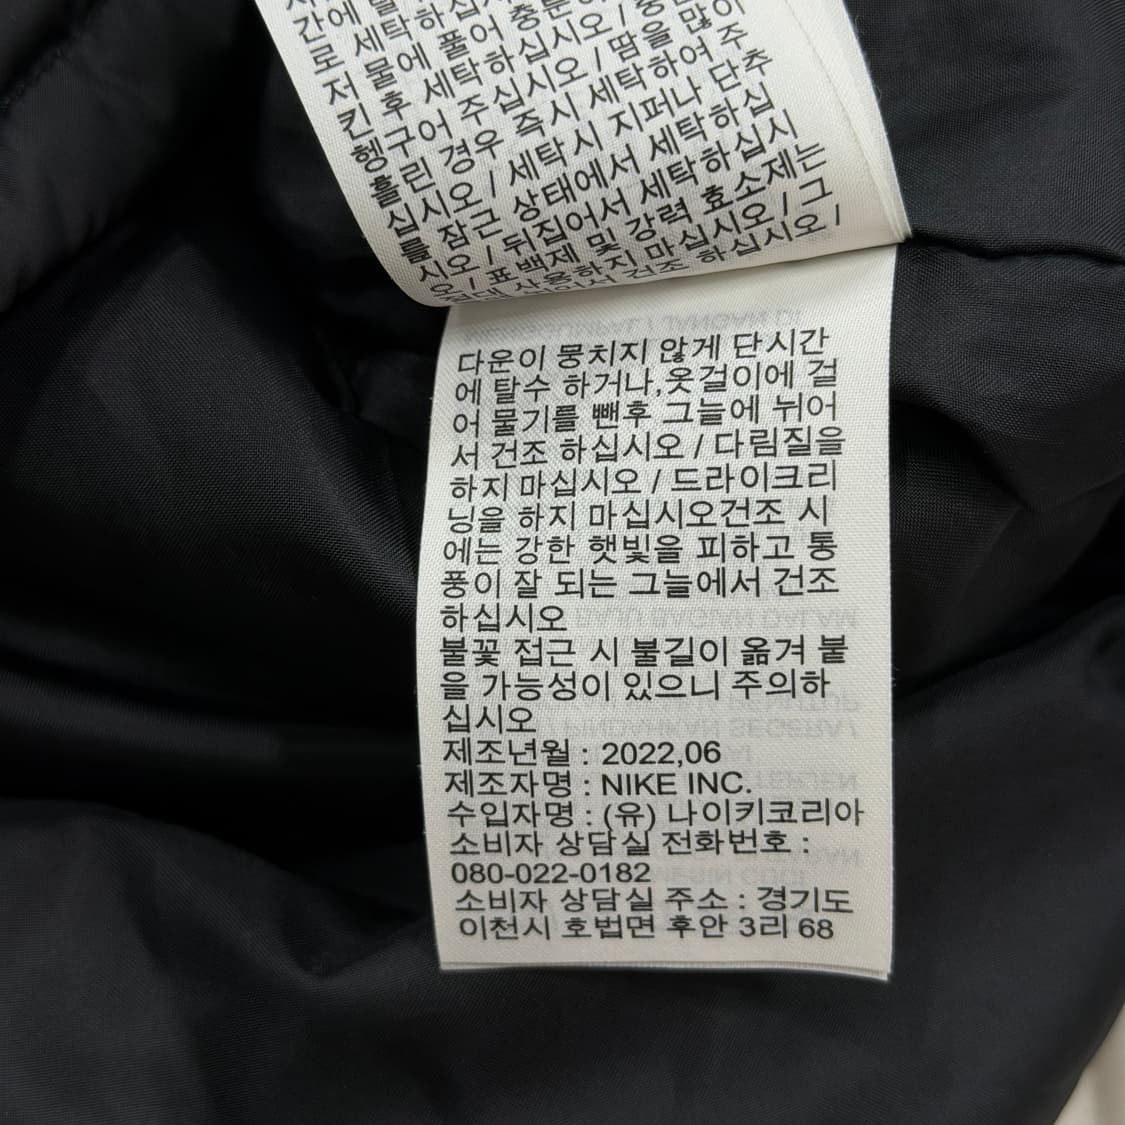 간에
로 세탁하십시
저 물에 풀어 충분
킨 후 세탁하십시오 /
헹구어 주십시오 / 땀을 많이
흘린 경우 즉시 세탁하여 주
십시오 / 세탁시 지퍼나 단추
를 잠근 상태에서 세탁하십
시오 / 뒤집어서 세탁하십시
오 / 표백제 및 강력 효소제는
절대 사용하지 마십시오 / 그
건조 하십시오 /
다운이 뭉치지 않게 단시간
에 탈수 하거나,옷걸이에 걸
어 물기를 뺀후 그늘에 뉘어
서 건조 하십시오 / 다림질을
하지 마십시오 / 드라이크리
닝을 하지 마십시오건조 시
에는 강한 햇빛을 피하고 통
풍이 잘 되는 그늘에서 건조
하십시오
불꽃 접근 시 불길이 옮겨 붙
을 가능성이 있으니 주의하
십시오
제조년월 : 2022,06
제조자명 : NIKE INC.
수입자명 : (유) 나이키코리아
소비자 상담실 전화번호 :
080-022-0182
소비자 상담실 주소 : 경기도
이천시 호법면 후안 3리 68